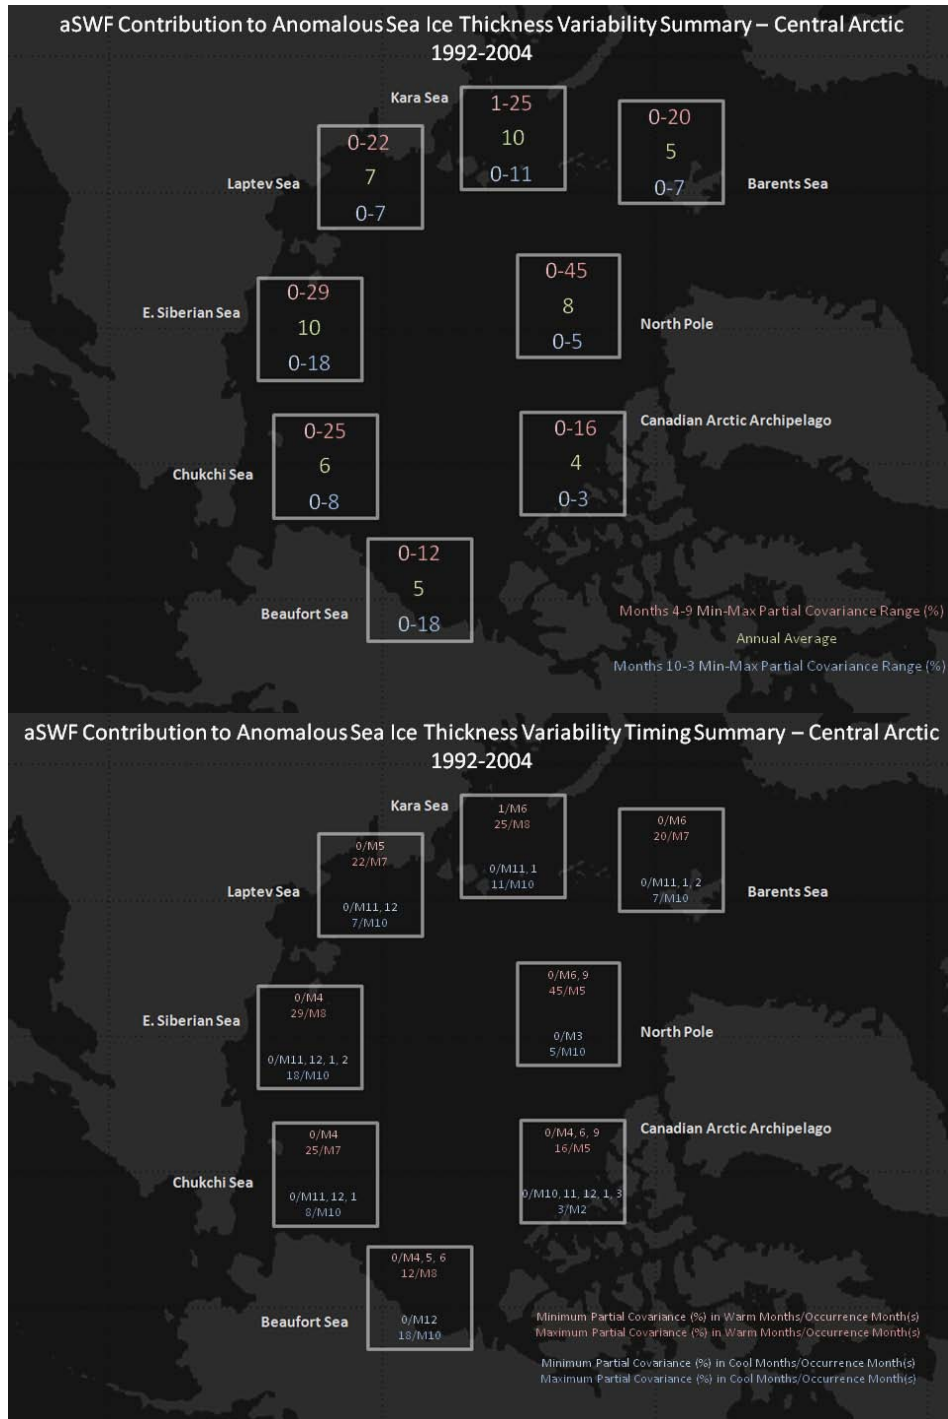 aSWF Contribution to Anomalous Sea Ice Thickness Variability Summary – Central Arctic
1992-2004
Kara Sea
1-25
10
0-11
0-20
5
0-7
Barents Sea
Laptev Sea
0-22
7
0-7
E. Siberian Sea
0-29
10
0-18
0-45
8
0-5
North Pole
Chukchi Sea
0-25
6
0-8
0-16
4
0-3
Canadian Arctic Archipelago
Beaufort Sea
0-12
5
0-18
Months 4-9 Min-Max Partial Covariance Range (%)
Annual Average
Months 10-3 Min-Max Partial Covariance Range (%)
aSWF Contribution to Anomalous Sea Ice Thickness Variability Timing Summary – Central Arctic
1992-2004
Kara Sea
1/M6
25/M8
0/M11, 1
11/M10
0/M6
20/M7
0/M11, 1, 2
7/M10
Barents Sea
Laptev Sea
0/M5
22/M7
0/M11, 12
7/M10
E. Siberian Sea
0/M4
29/M8
0/M11, 12, 1, 2
18/M10
0/M6, 9
45/M5
0/M3
5/M10
North Pole
Chukchi Sea
0/M4
25/M7
0/M11, 12, 1
8/M10
0/M4, 6, 9
16/M5
0/M10, 11, 12, 1, 3
3/M2
Canadian Arctic Archipelago
Beaufort Sea
0/M4, 5, 6
12/M8
0/M12
18/M10
Minimum Partial Covariance (%) in Warm Months/Occurrence Month(s)
Maximum Partial Covariance (%) in Warm Months/Occurrence Month(s)
Minimum Partial Covariance (%) in Cool Months/Occurrence Month(s)
Maximum Partial Covariance (%) in Cool Months/Occurrence Month(s)